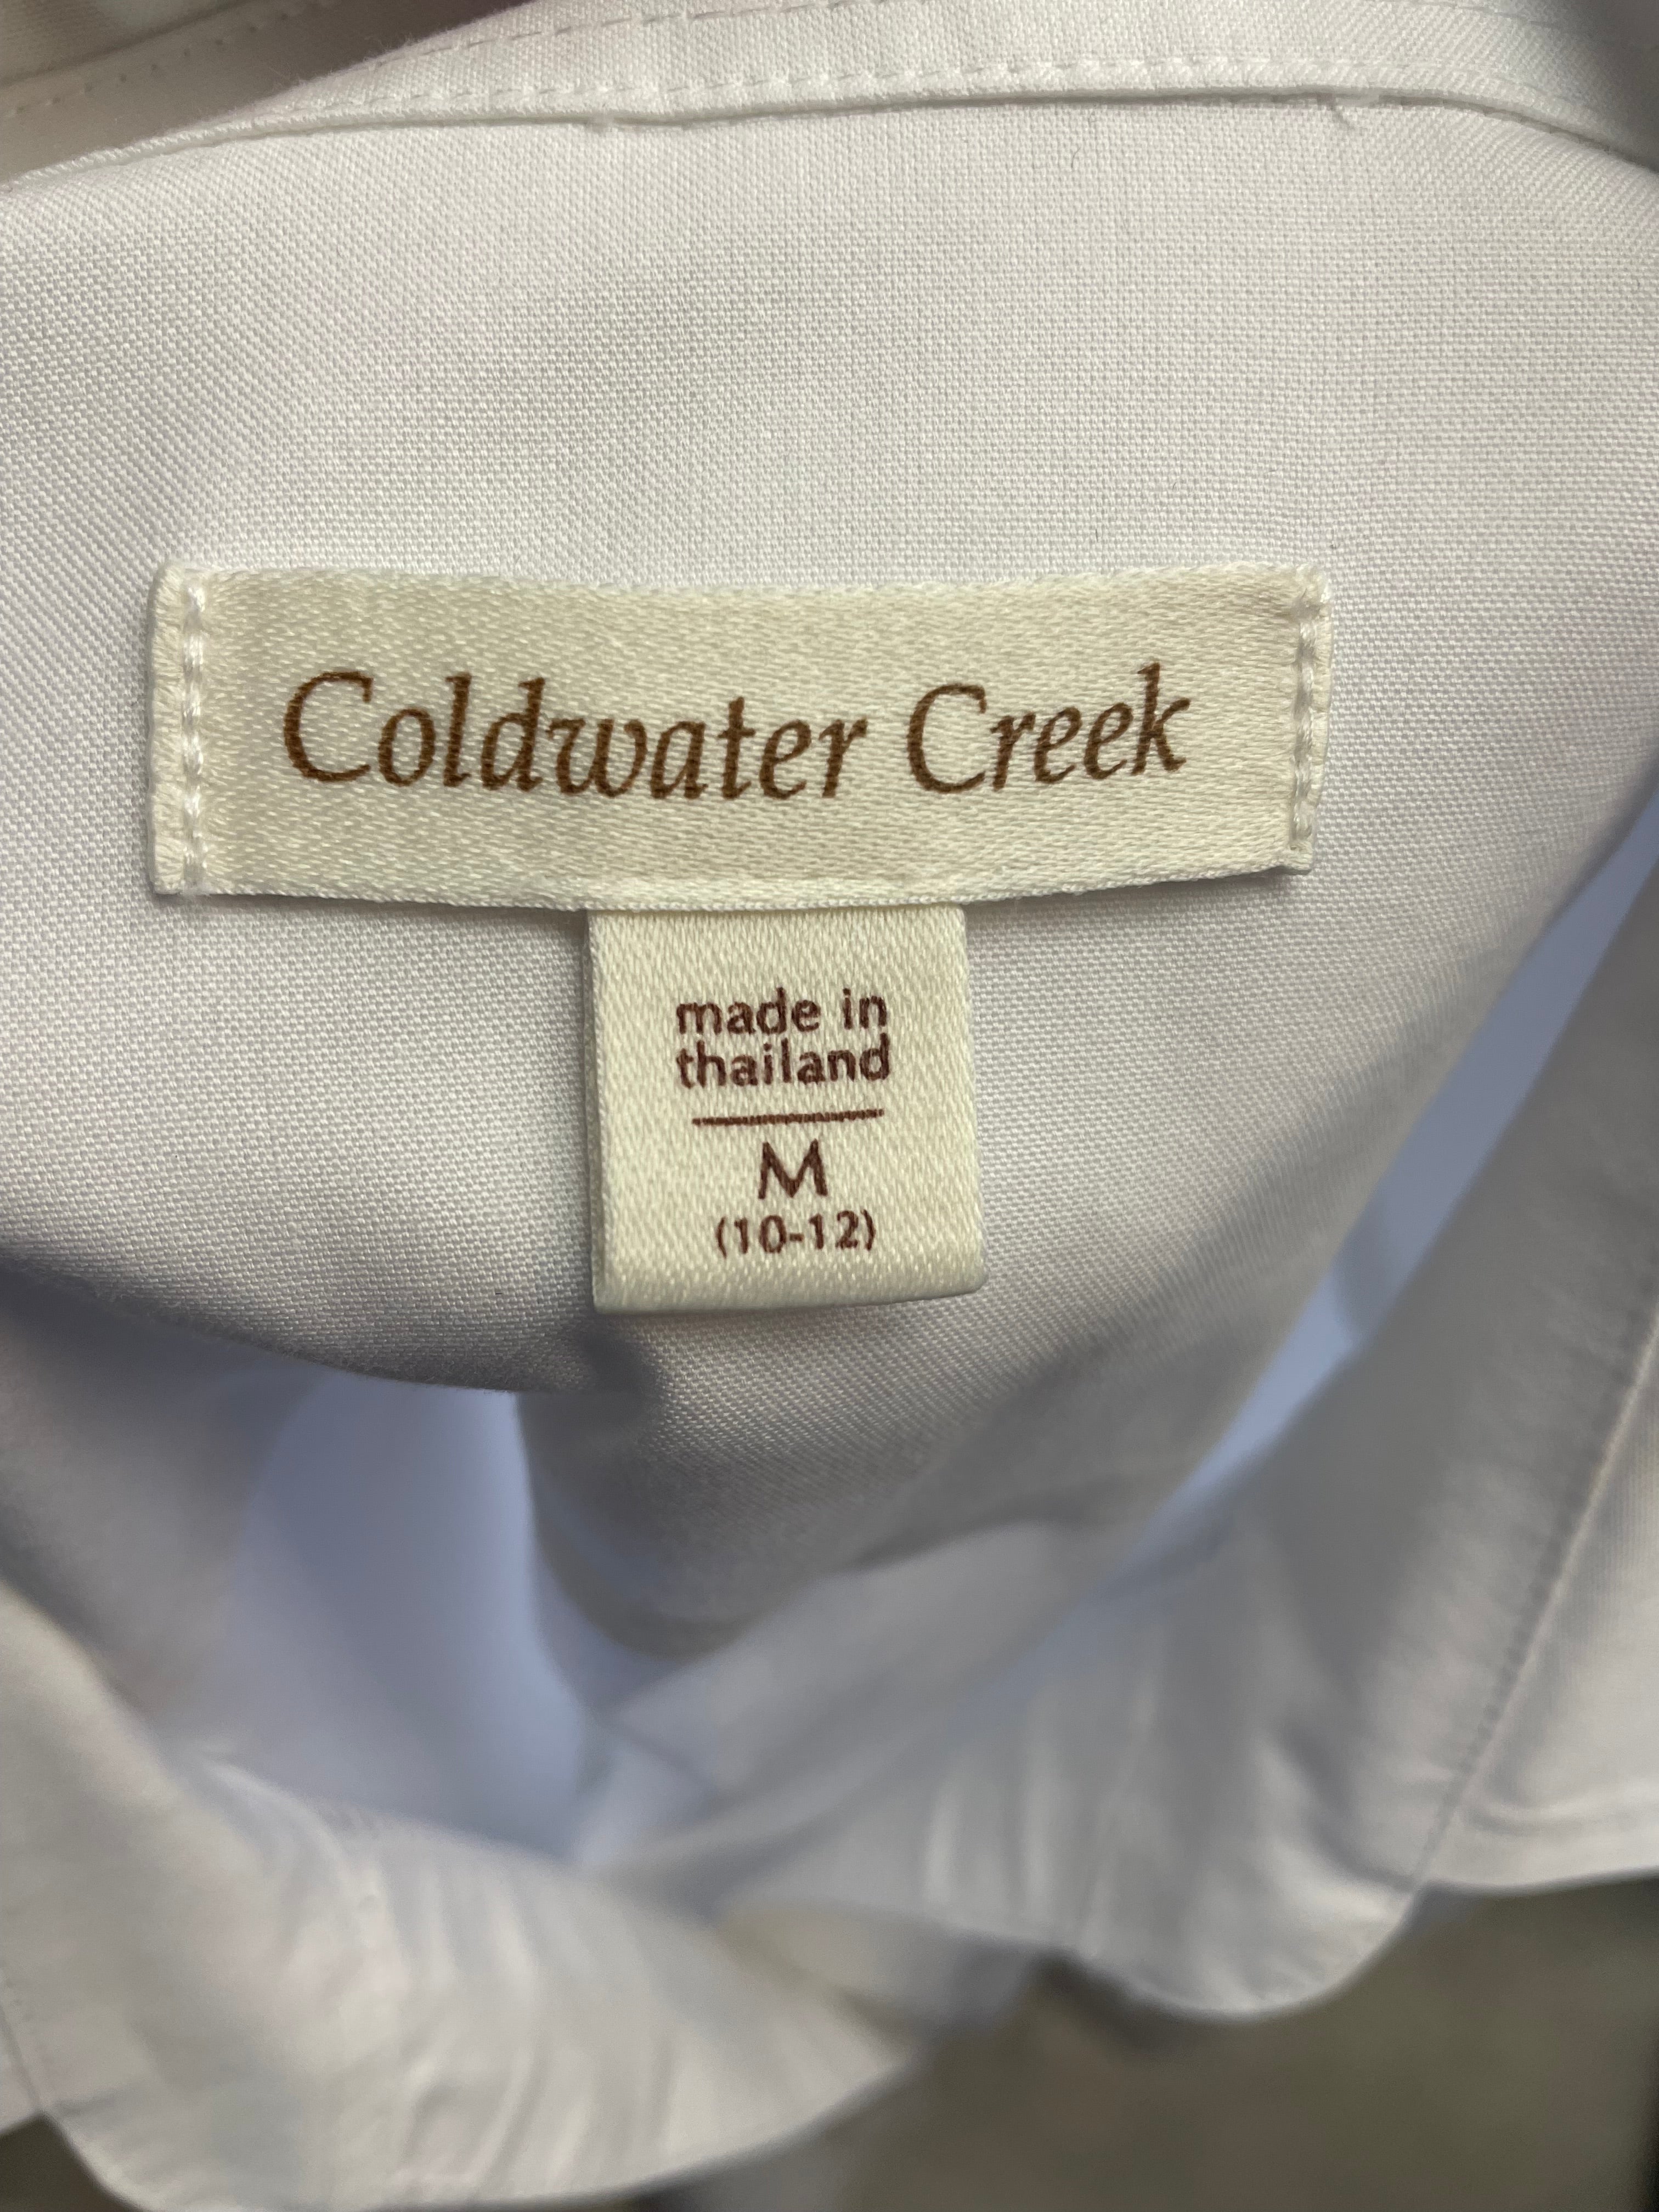 Coldwater Creek
made in
thailand
M
(10-12)